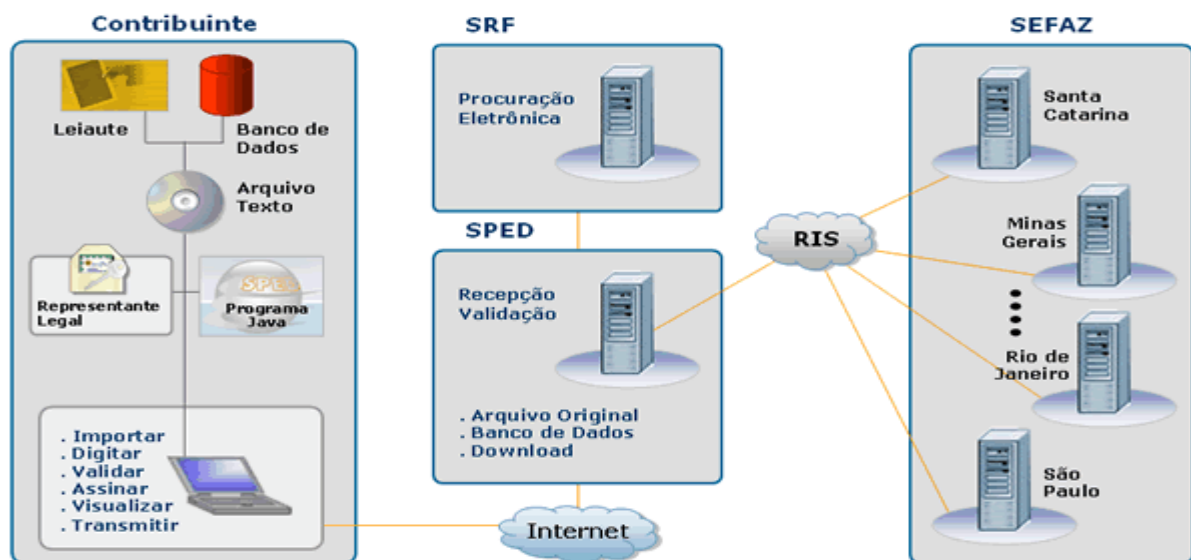 Contribuinte
Leiaute
Banco de
Dados
Arquivo
Texto
Representante
Legal
SPED
Programa
Java
. Importar
. Digitar
. Validar
. Assinar
. Visualizar
. Transmitir
SRF
Procuração
Eletrônica
SPED
Recepção
Validação
. Arquivo Original
. Banco de Dados
. Download
Internet
RIS
SEFAZ
Santa
Catarina
Minas
Gerais
Rio de
Janeiro
São
Paulo